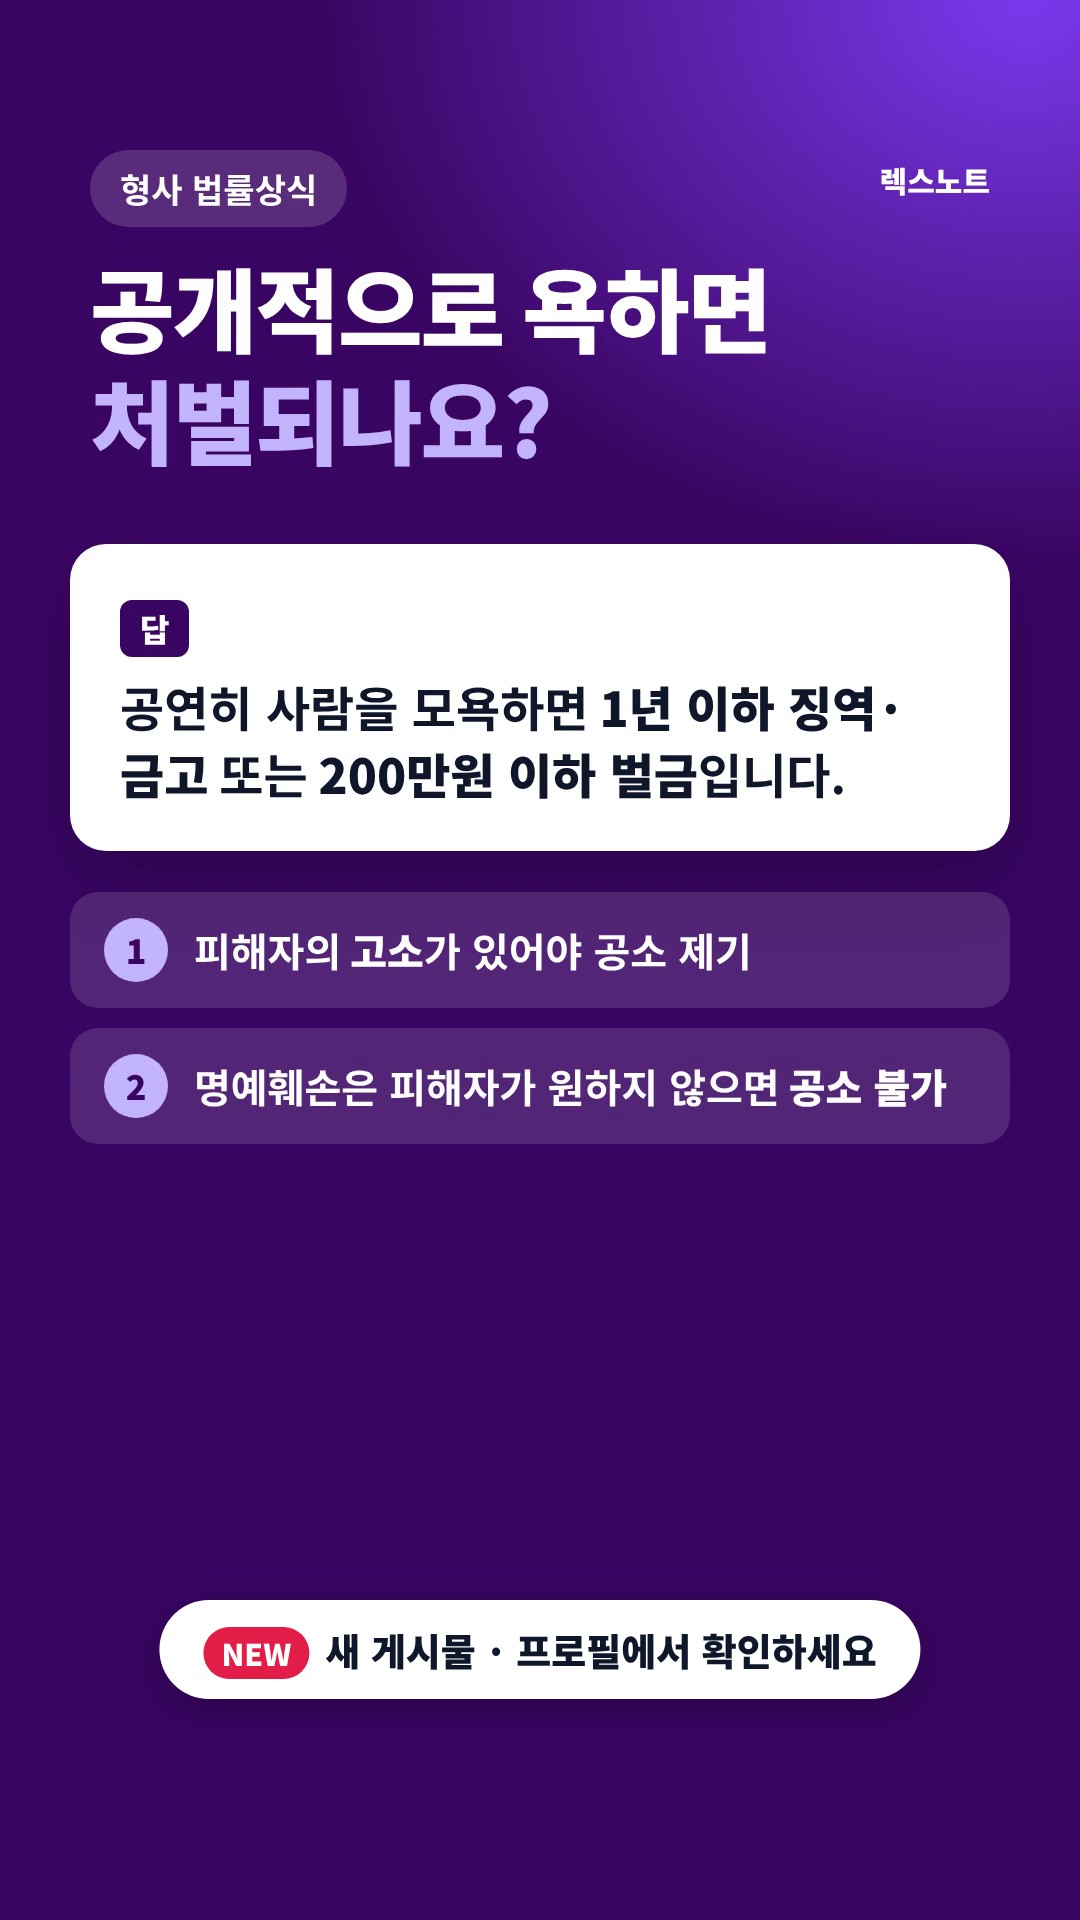 형사 법률상식
렉스노트
공개적으로 욕하면
처벌되나요?
답
공연히 사람을 모욕하면 1년 이하 징역·
금고 또는 200만원 이하 벌금입니다.
1 피해자의 고소가 있어야 공소 제기
2 명예훼손은 피해자가 원하지 않으면 공소 불가
NEW 새 게시물 · 프로필에서 확인하세요